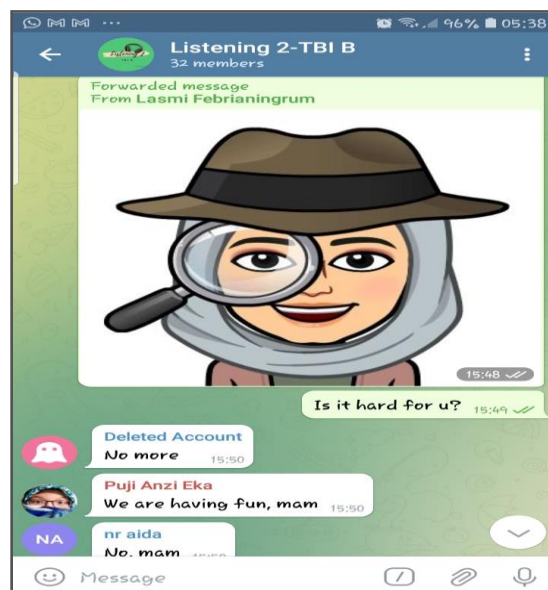 96% 05:38
Listening 2-TBI B
32 members
Forwarded message
From Lasmi Febrianingrum
15:48
Is it hard for u? 15:49
Deleted Account
No more 15:50
Puji Anzi Eka
We are having fun, mam 15:50
NA
nr aida
No, mam
Message